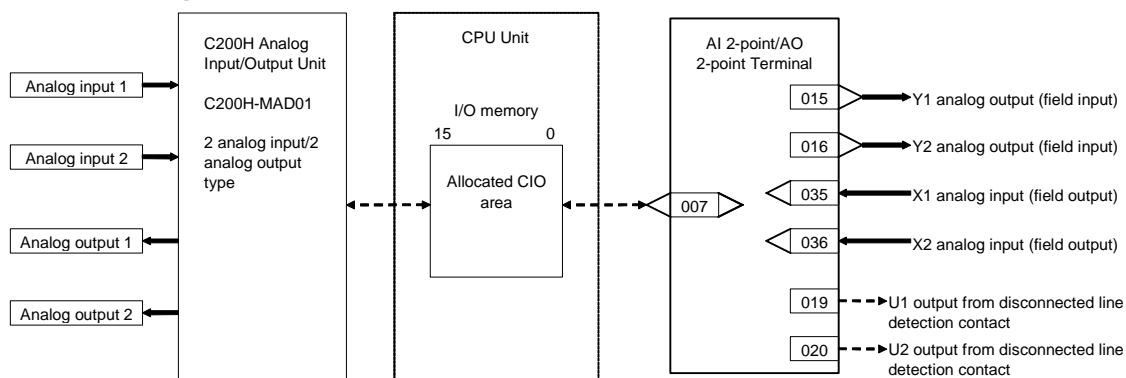 C200H Analog
Input/Output Unit
C200H-MAD01
2 analog input/2
analog output
type
Analog input 1
Analog input 2
Analog output 1
Analog output 2
CPU Unit
I/O memory
15 0
Allocated CIO
area
AI 2-point/AO
2-point Terminal
007
015
Y1 analog output (field input)
016
Y2 analog output (field input)
035
X1 analog input (field output)
036
X2 analog input (field output)
019
U1 output from disconnected line
detection contact
020
U2 output from disconnected line
detection contact